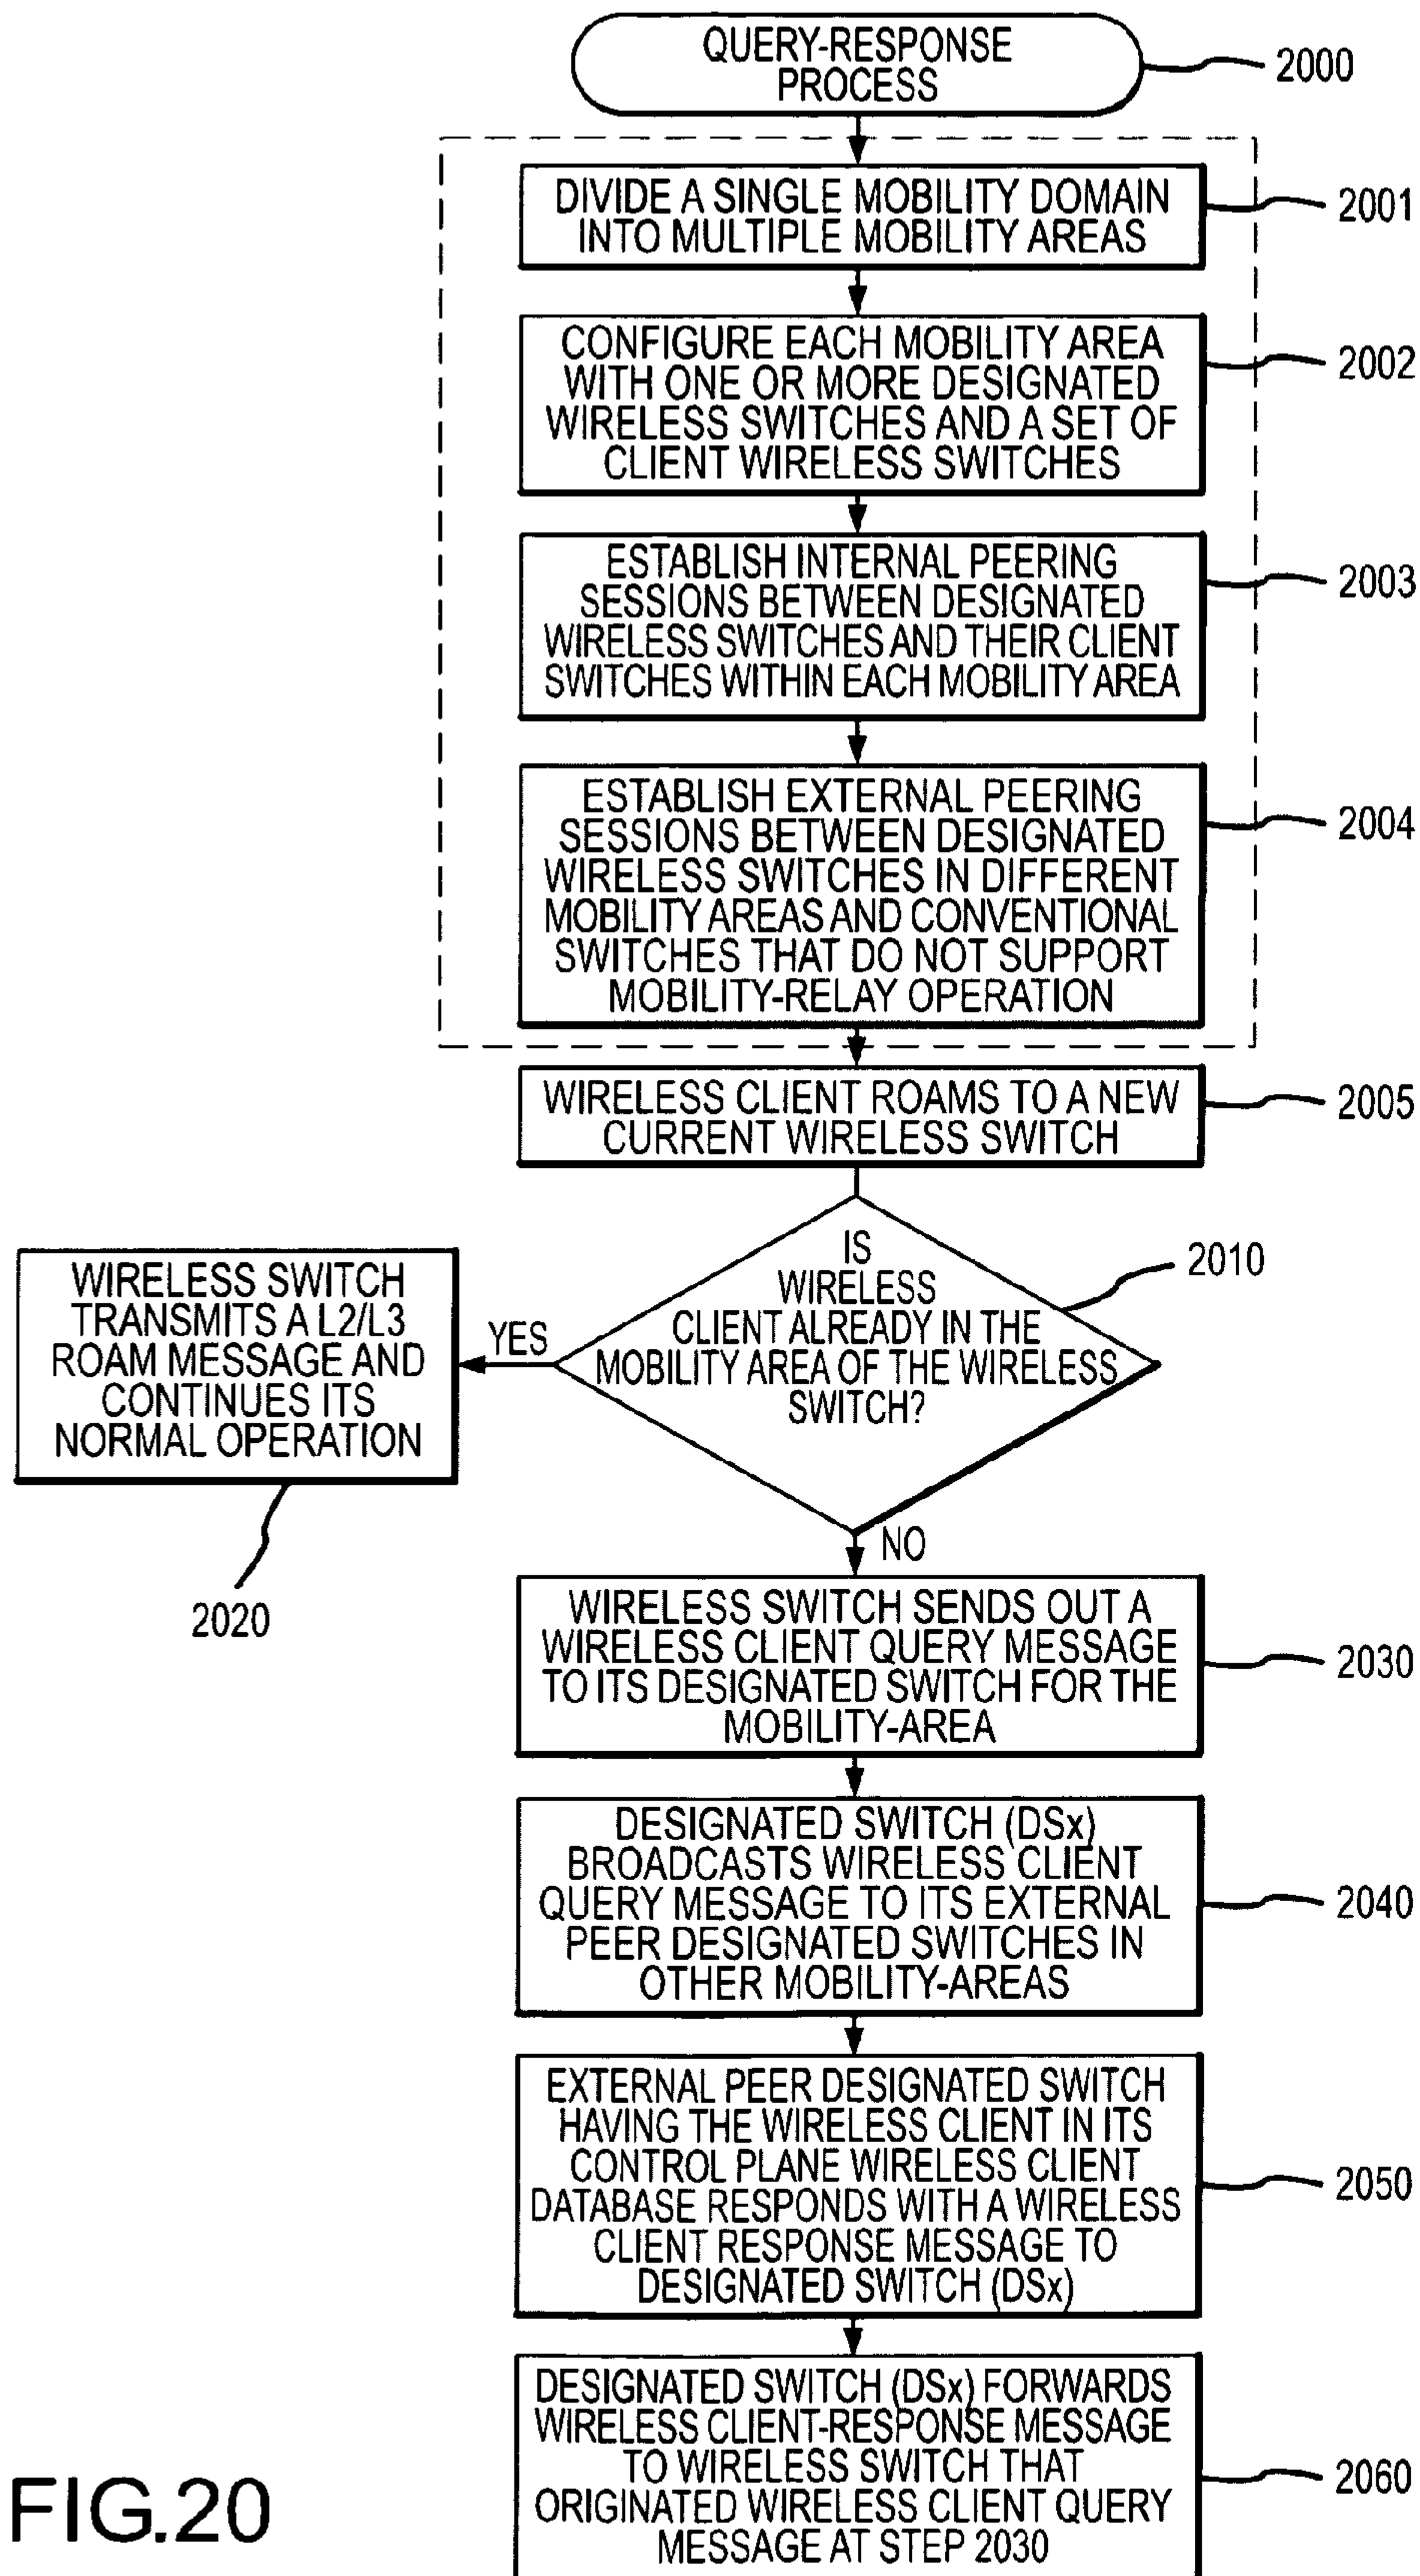 QUERY-RESPONSE
PROCESS
2000
DIVIDE A SINGLE MOBILITY DOMAIN
INTO MULTIPLE MOBILITY AREAS
2001
CONFIGURE EACH MOBILITY AREA
WITH ONE OR MORE DESIGNATED
WIRELESS SWITCHES AND A SET OF
CLIENT WIRELESS SWITCHES
2002
ESTABLISH INTERNAL PEERING
SESSIONS BETWEEN DESIGNATED
WIRELESS SWITCHES AND THEIR CLIENT
SWITCHES WITHIN EACH MOBILITY AREA
2003
ESTABLISH EXTERNAL PEERING
SESSIONS BETWEEN DESIGNATED
WIRELESS SWITCHES IN DIFFERENT
MOBILITY AREAS AND CONVENTIONAL
SWITCHES THAT DO NOT SUPPORT
MOBILITY-RELAY OPERATION
2004
WIRELESS CLIENT ROAMS TO A NEW
CURRENT WIRELESS SWITCH
2005
IS
WIRELESS
CLIENT ALREADY IN THE
MOBILITY AREA OF THE WIRELESS
SWITCH?
2010
YES
WIRELESS SWITCH
TRANSMITS A L2/L3
ROAM MESSAGE AND
CONTINUES ITS
NORMAL OPERATION
2020
NO
WIRELESS SWITCH SENDS OUT A
WIRELESS CLIENT QUERY MESSAGE
TO ITS DESIGNATED SWITCH FOR THE
MOBILITY-AREA
2030
DESIGNATED SWITCH (DSx)
BROADCASTS WIRELESS CLIENT
QUERY MESSAGE TO ITS EXTERNAL
PEER DESIGNATED SWITCHES IN
OTHER MOBILITY-AREAS
2040
EXTERNAL PEER DESIGNATED SWITCH
HAVING THE WIRELESS CLIENT IN ITS
CONTROL PLANE WIRELESS CLIENT
DATABASE RESPONDS WITH A WIRELESS
CLIENT RESPONSE MESSAGE TO
DESIGNATED SWITCH (DSx)
2050
DESIGNATED SWITCH (DSx) FORWARDS
WIRELESS CLIENT-RESPONSE MESSAGE
TO WIRELESS SWITCH THAT
ORIGINATED WIRELESS CLIENT QUERY
MESSAGE AT STEP 2030
2060
FIG.20